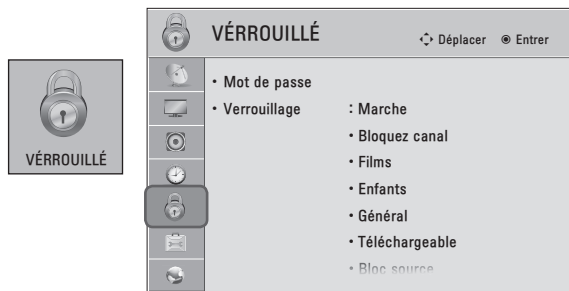 VÉRROUILLÉ
VÉRROUILLÉ
Déplacer
Entrer
• Mot de passe
• Verrouillage : Marche
• Bloquez canal
• Films
• Enfants
• Général
• Téléchargeable
• Bloc source